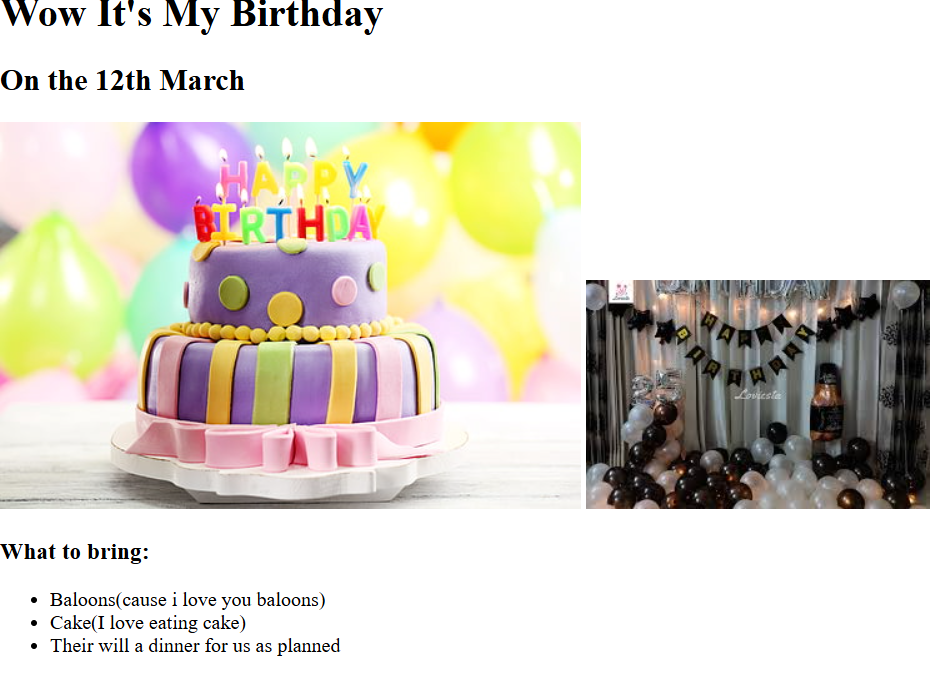 Wow It's My Birthday
On the 12th March
HAPPY
BIRTHDAY
HAPPY
BIRTHDAY
Lovicsta
What to bring:
Baloons(cause i love you baloons)
Cake(I love eating cake)
Their will a dinner for us as planned